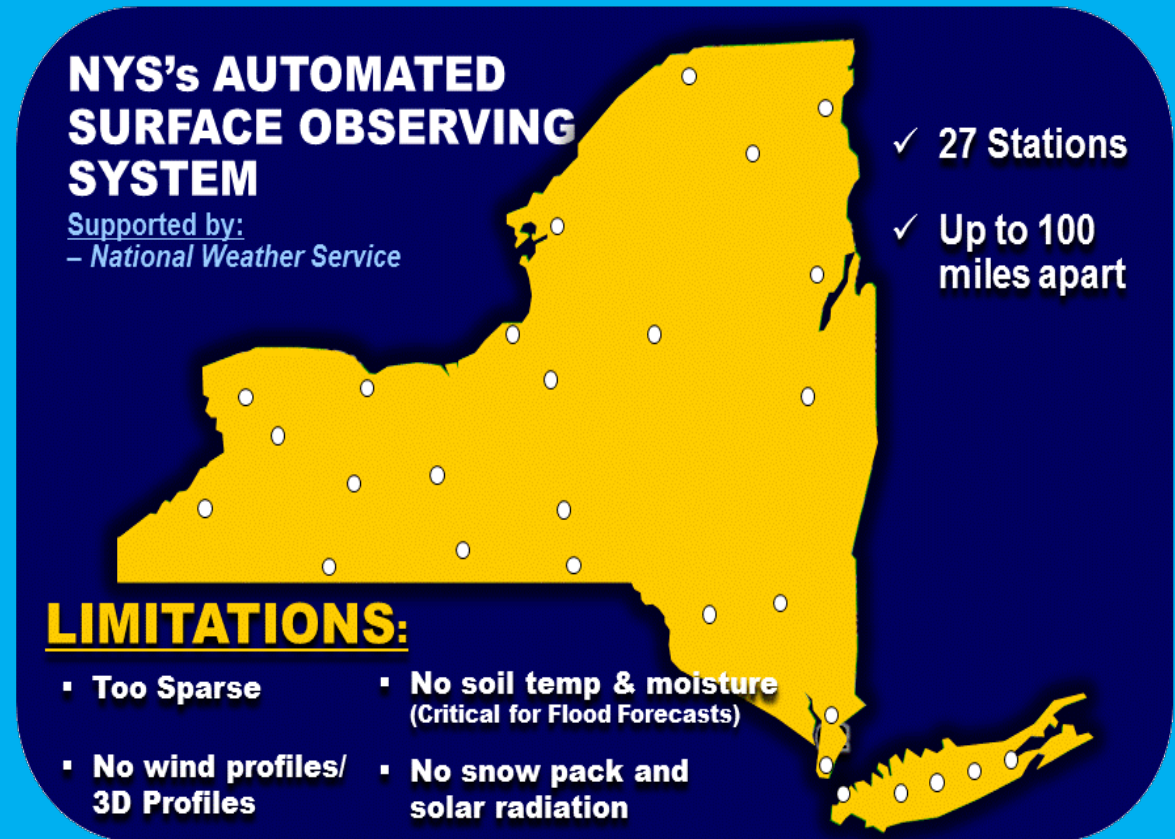 NYS's AUTOMATED
SURFACE OBSERVING
SYSTEM
Supported by:
– National Weather Service
✓ 27 Stations
✓ Up to 100
miles apart
LIMITATIONS:
▪ Too Sparse
▪ No wind profiles/
3D Profiles
▪ No soil temp & moisture
(Critical for Flood Forecasts)
▪ No snow pack and
solar radiation